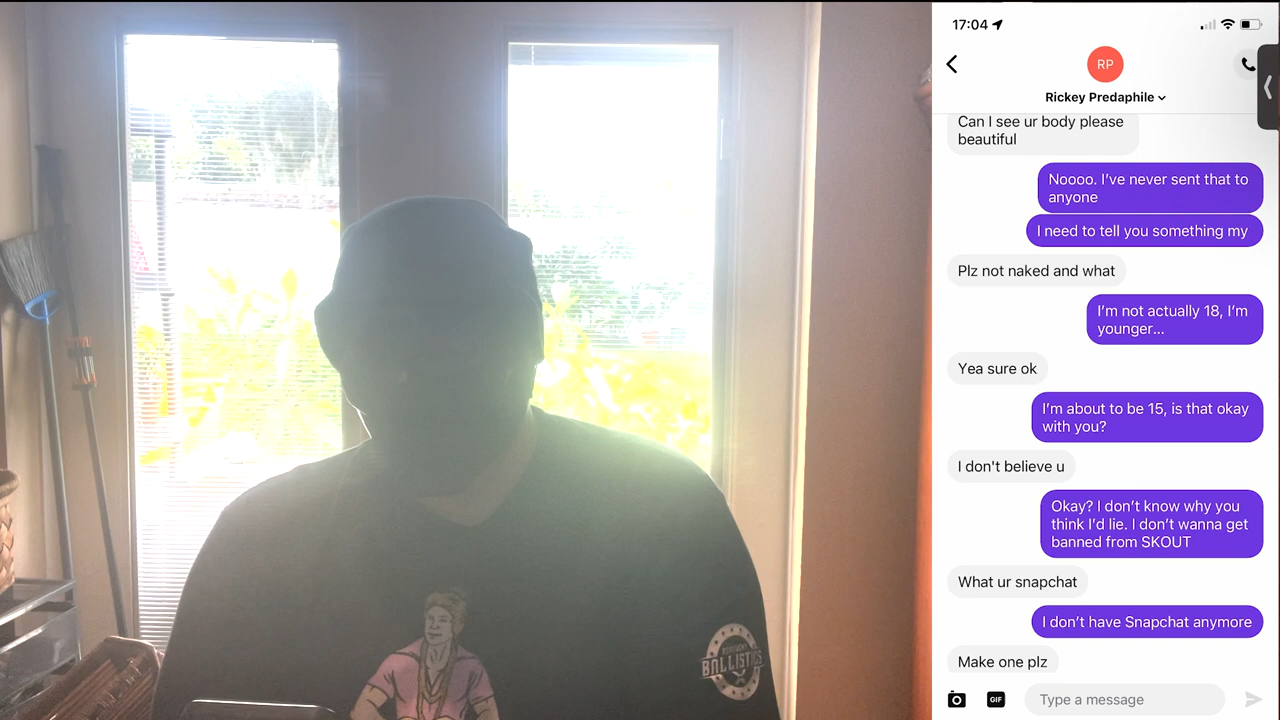 17:04
RP
Rickey Predaphile
Can I see ur body please
beautiful
Noo
I've never sent that to
anyone
I need to tell you something my
Plz not naked and what
I'm not actually 18, I'm
younger...
Yea sure ok
I'm about to be 15, is that okay
with you?
I don't believe u
Okay? I don't know why you
think I'd lie. I don't wanna get
banned from SKOUT
What ur snapchat
I don't have Snapchat anymore
Make one plz
GIF
Type a message
BALLISTICS